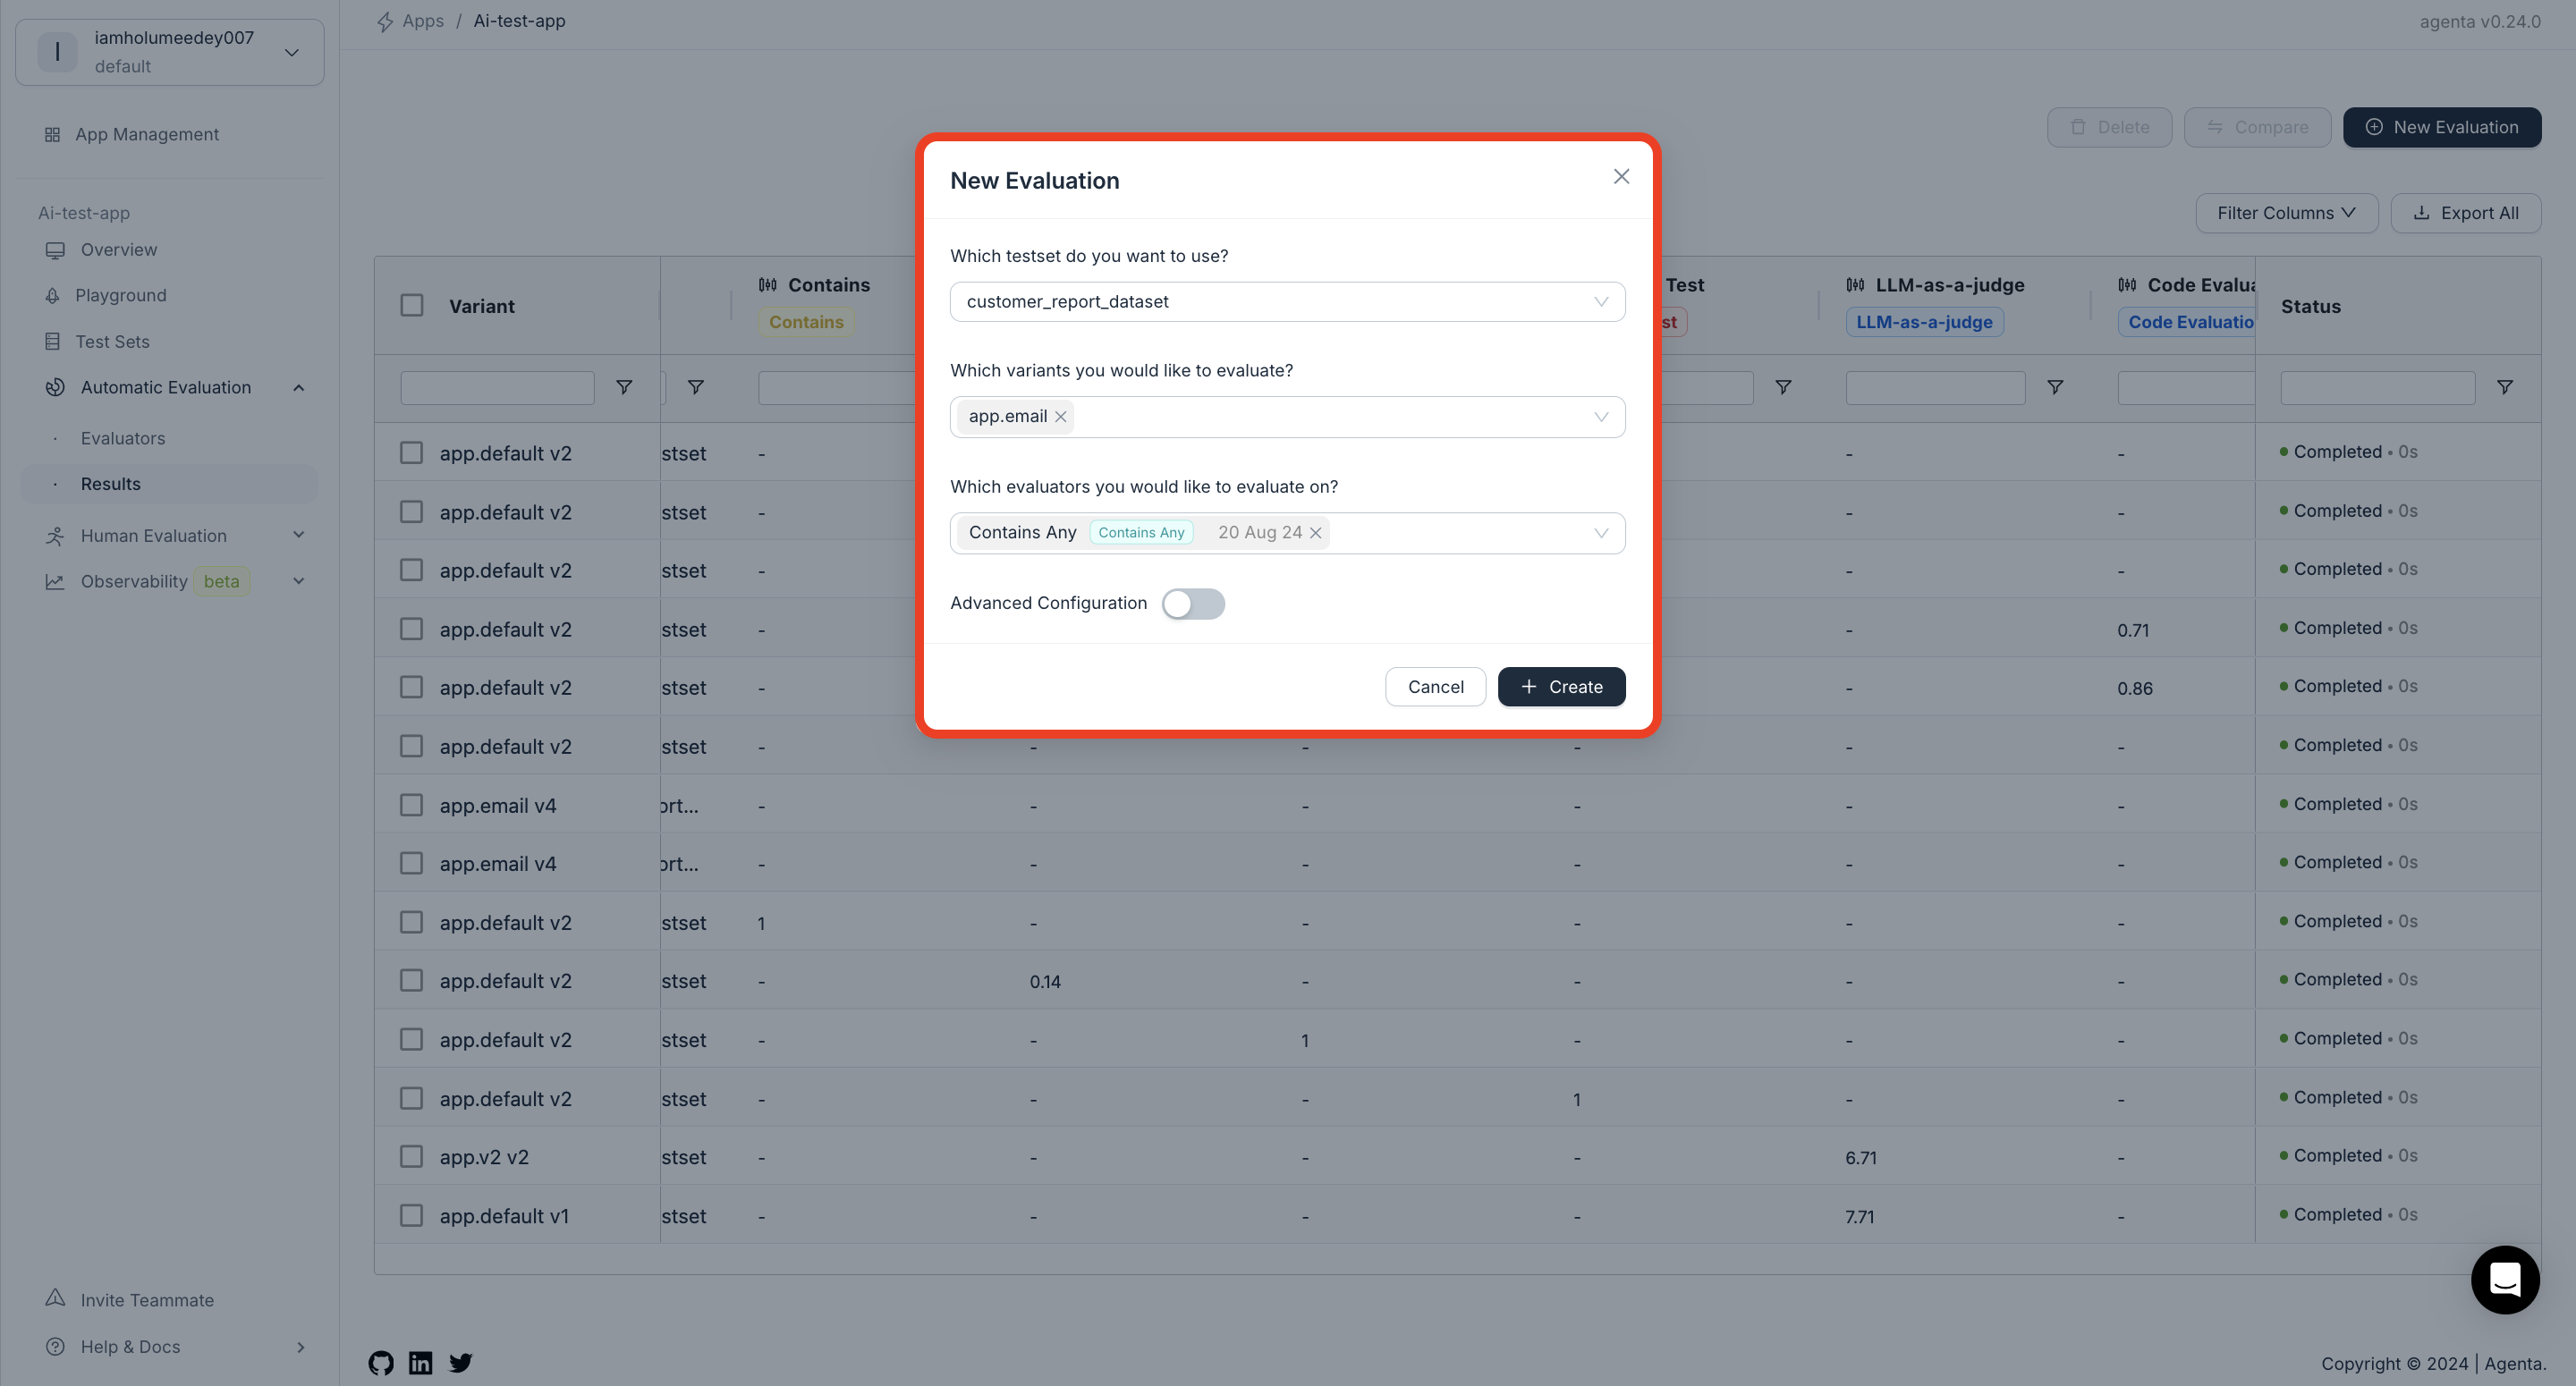 I
iamholumeedey007
default
App Management
Ai-test-app
Overview
Playground
Test Sets
Automatic Evaluation
Evaluators
Results
Human Evaluation
Observability beta
Invite Teammate
Help & Docs
Apps / Ai-test-app
agenta v0.24.0
Delete
Compare
New Evaluation
Filter Columns
Export All
New Evaluation
Which testset do you want to use?
customer_report_dataset
Which variants you would like to evaluate?
app.email
Which evaluators you would like to evaluate on?
Contains Any Contains Any 20 Aug 24
Advanced Configuration
Cancel
+ Create
Variant Contains Test LLM-as-a-judge Code Evalua Status
Contains st LLM-as-a-judge Code Evaluatio
app.default v2 stset - - - Completed • 0s
app.default v2 stset - - - Completed • 0s
app.default v2 stset - - - Completed • 0s
app.default v2 stset - - 0.71 Completed • 0s
app.default v2 stset - - 0.86 Completed • 0s
app.default v2 stset - - - - - - Completed • 0s
app.email v4 ort... - - - - - - Completed • 0s
app.email v4 ort... - - - - - - Completed • 0s
app.default v2 stset 1 - - - - - Completed • 0s
app.default v2 stset - 0.14 - - - - Completed • 0s
app.default v2 stset - - 1 - - - Completed • 0s
app.default v2 stset - - - 1 - - Completed • 0s
app.v2 v2 stset - - - - 6.71 - Completed • 0s
app.default v1 stset - - - - 7.71 - Completed • 0s
in
Copyright © 2024 | Agenta.